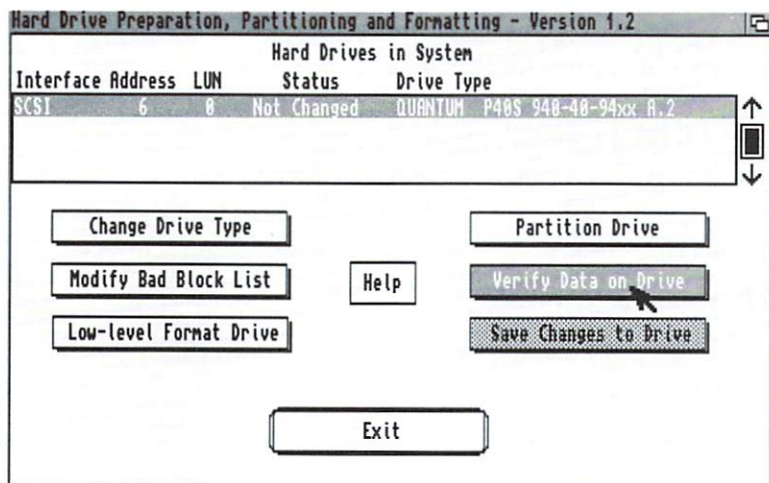 Hard Drive Preparation, Partitioning and Formatting - Version 1.2
Hard Drives in System
Interface Address LUN Status Drive Type
SCSI 6 0 Not Changed QUANTUM P40S 940-40-94xx A.2
Change Drive Type Partition Drive
Modify Bad Block List Help Verify Data on Drive
Low-level Format Drive Save Changes to Drive
Exit